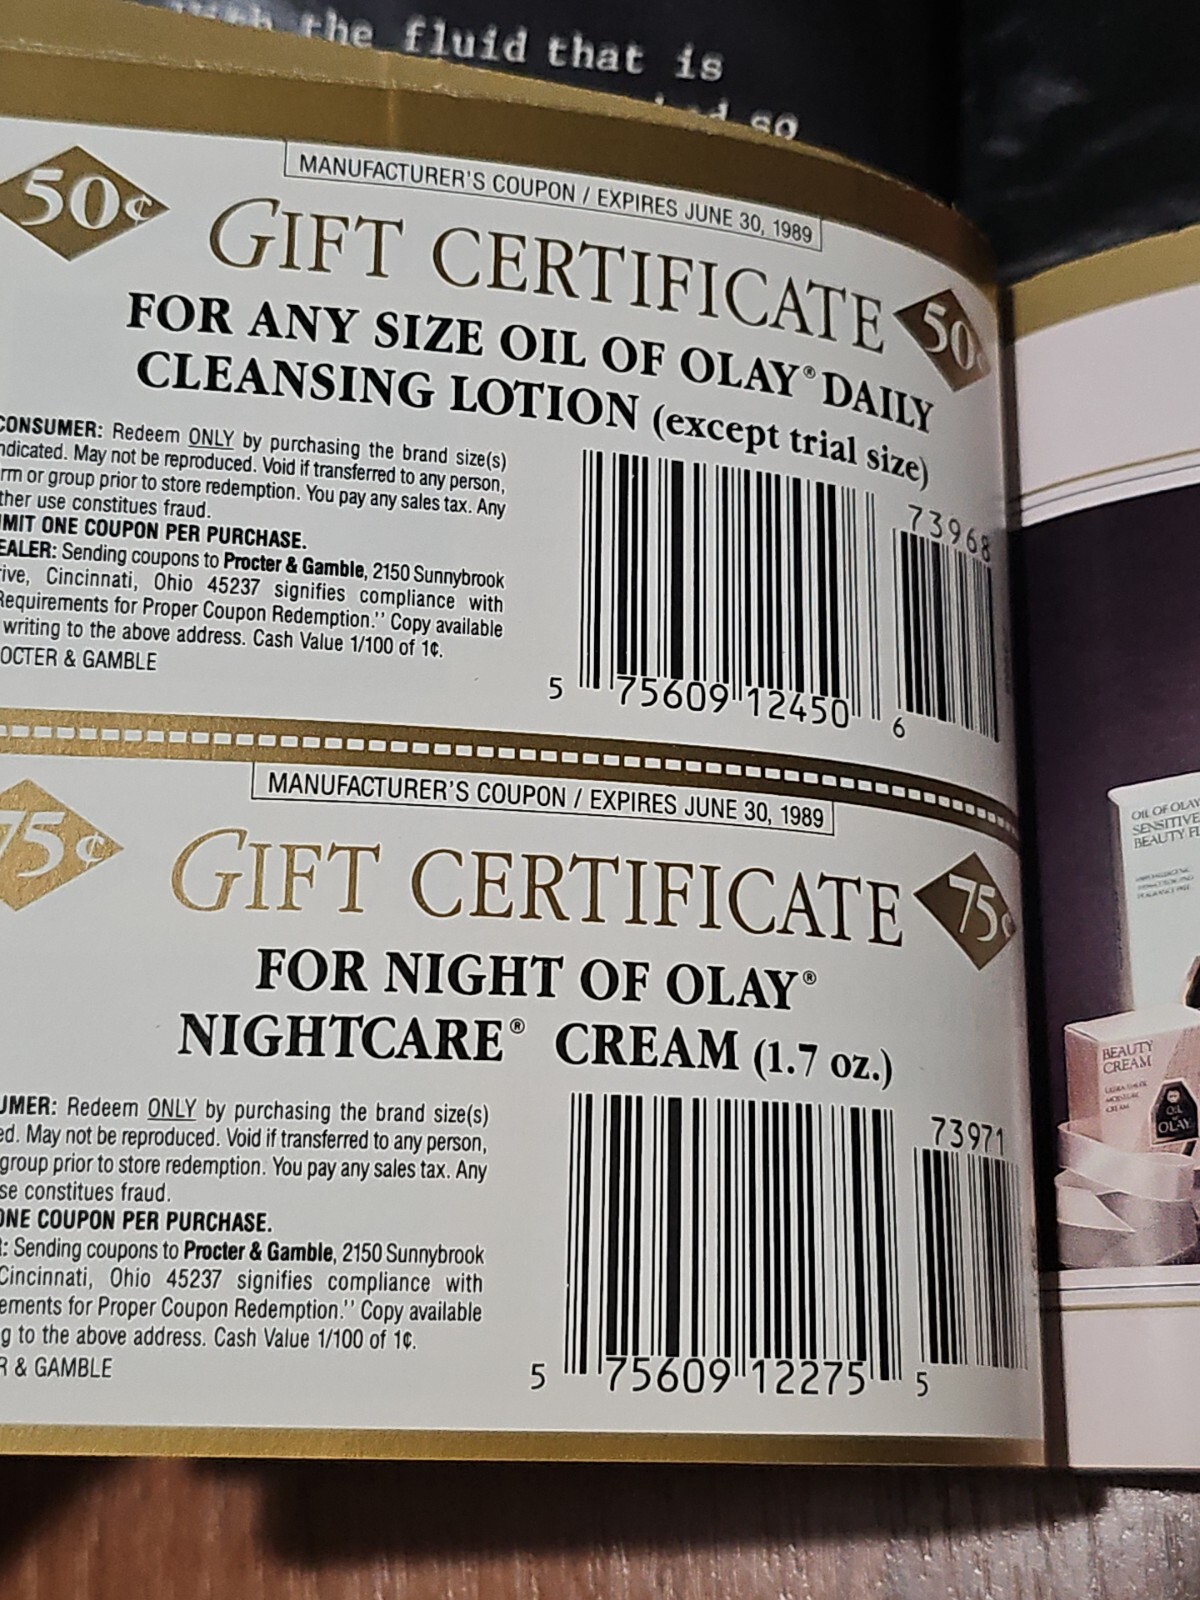 the fluid that is
so
MANUFACTURER'S COUPON / EXPIRES JUNE 30, 1989
50¢
GIFT CERTIFICATE
50¢
FOR ANY SIZE OIL OF OLAY® DAILY
CLEANSING LOTION (except trial size)
CONSUMER: Redeem ONLY by purchasing the brand size(s)
ndicated. May not be reproduced. Void if transferred to any person,
rm or group prior to store redemption. You pay any sales tax. Any
ther use constitutes fraud.
MIT ONE COUPON PER PURCHASE.
EALER: Sending coupons to Procter & Gamble, 2150 Sunnybrook
rive, Cincinnati, Ohio 45237 signifies compliance with
Requirements for Proper Coupon Redemption." Copy available
writing to the above address. Cash Value 1/100 of 1¢.
OCTER & GAMBLE
73968
5 75609 12450 6
MANUFACTURER'S COUPON / EXPIRES JUNE 30, 1989
75¢
GIFT CERTIFICATE
75¢
FOR NIGHT OF OLAY®
NIGHTCARE® CREAM (1.7 oz.)
UMER: Redeem ONLY by purchasing the brand size(s)
ed. May not be reproduced. Void if transferred to any person,
group prior to store redemption. You pay any sales tax. Any
se constitutes fraud.
ONE COUPON PER PURCHASE.
R: Sending coupons to Procter & Gamble, 2150 Sunnybrook
Cincinnati, Ohio 45237 signifies compliance with
ements for Proper Coupon Redemption." Copy available
g to the above address. Cash Value 1/100 of 1¢.
R & GAMBLE
73971
5 75609 12275 5
OIL OF OLAY
SENSITIVE
BEAUTY FL
BEAUTY
CREAM
OIL
of
OLAY